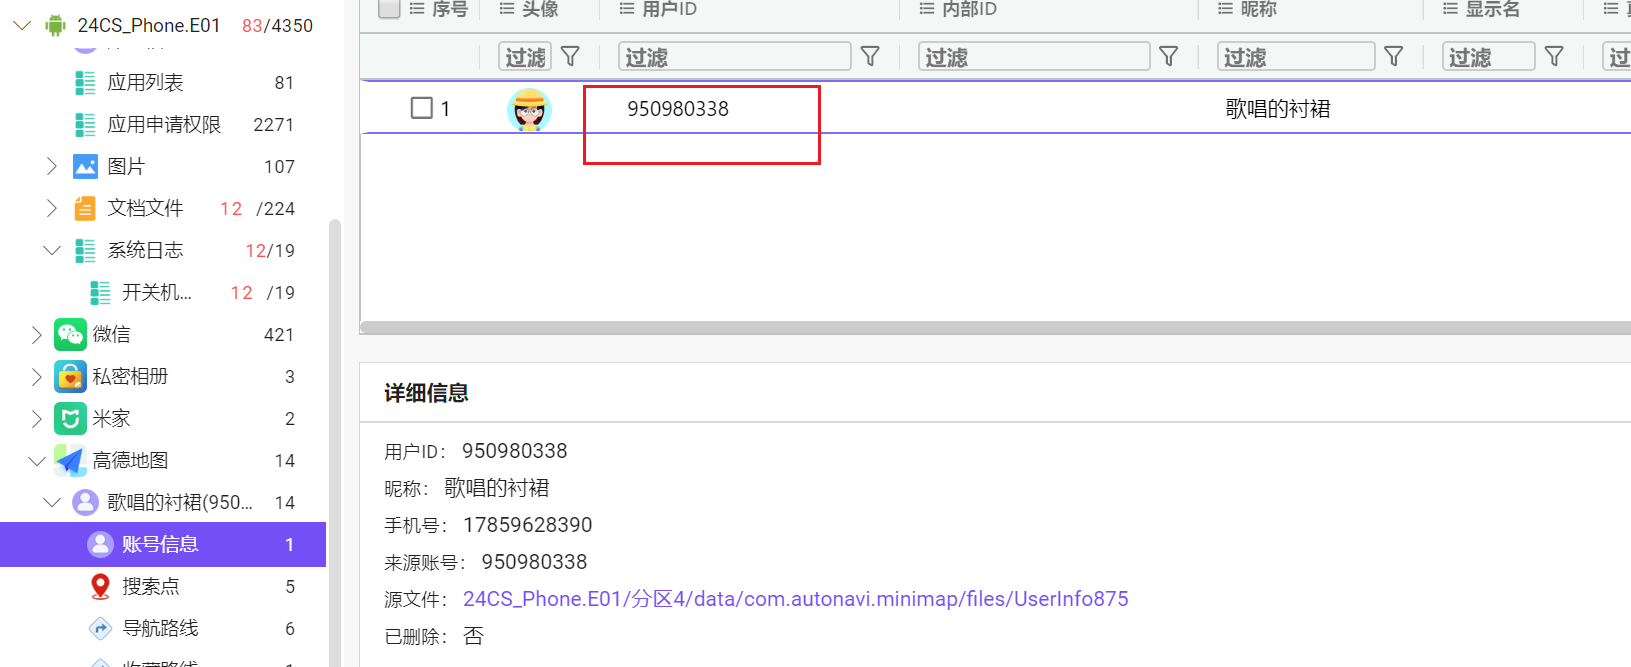 24CS_Phone.E01 83/4350
应用列表 81
应用申请权限 2271
图片 107
文档文件 12 /224
系统日志 12/19
开关机... 12 /19
微信 421
私密相册 3
米家 2
高德地图 14
歌唱的衬裙(950... 14
账号信息 1
搜索点 5
导航路线 6
收藏路线 1
序号 头像 用户ID 内部ID 昵称 显示名
过滤 过滤 过滤 过滤 过滤 过
1 950980338 歌唱的衬裙
详细信息
用户ID： 950980338
昵称： 歌唱的衬裙
手机号： 17859628390
来源账号： 950980338
源文件： 24CS_Phone.E01/分区4/data/com.autonavi.minimap/files/UserInfo875
已删除： 否